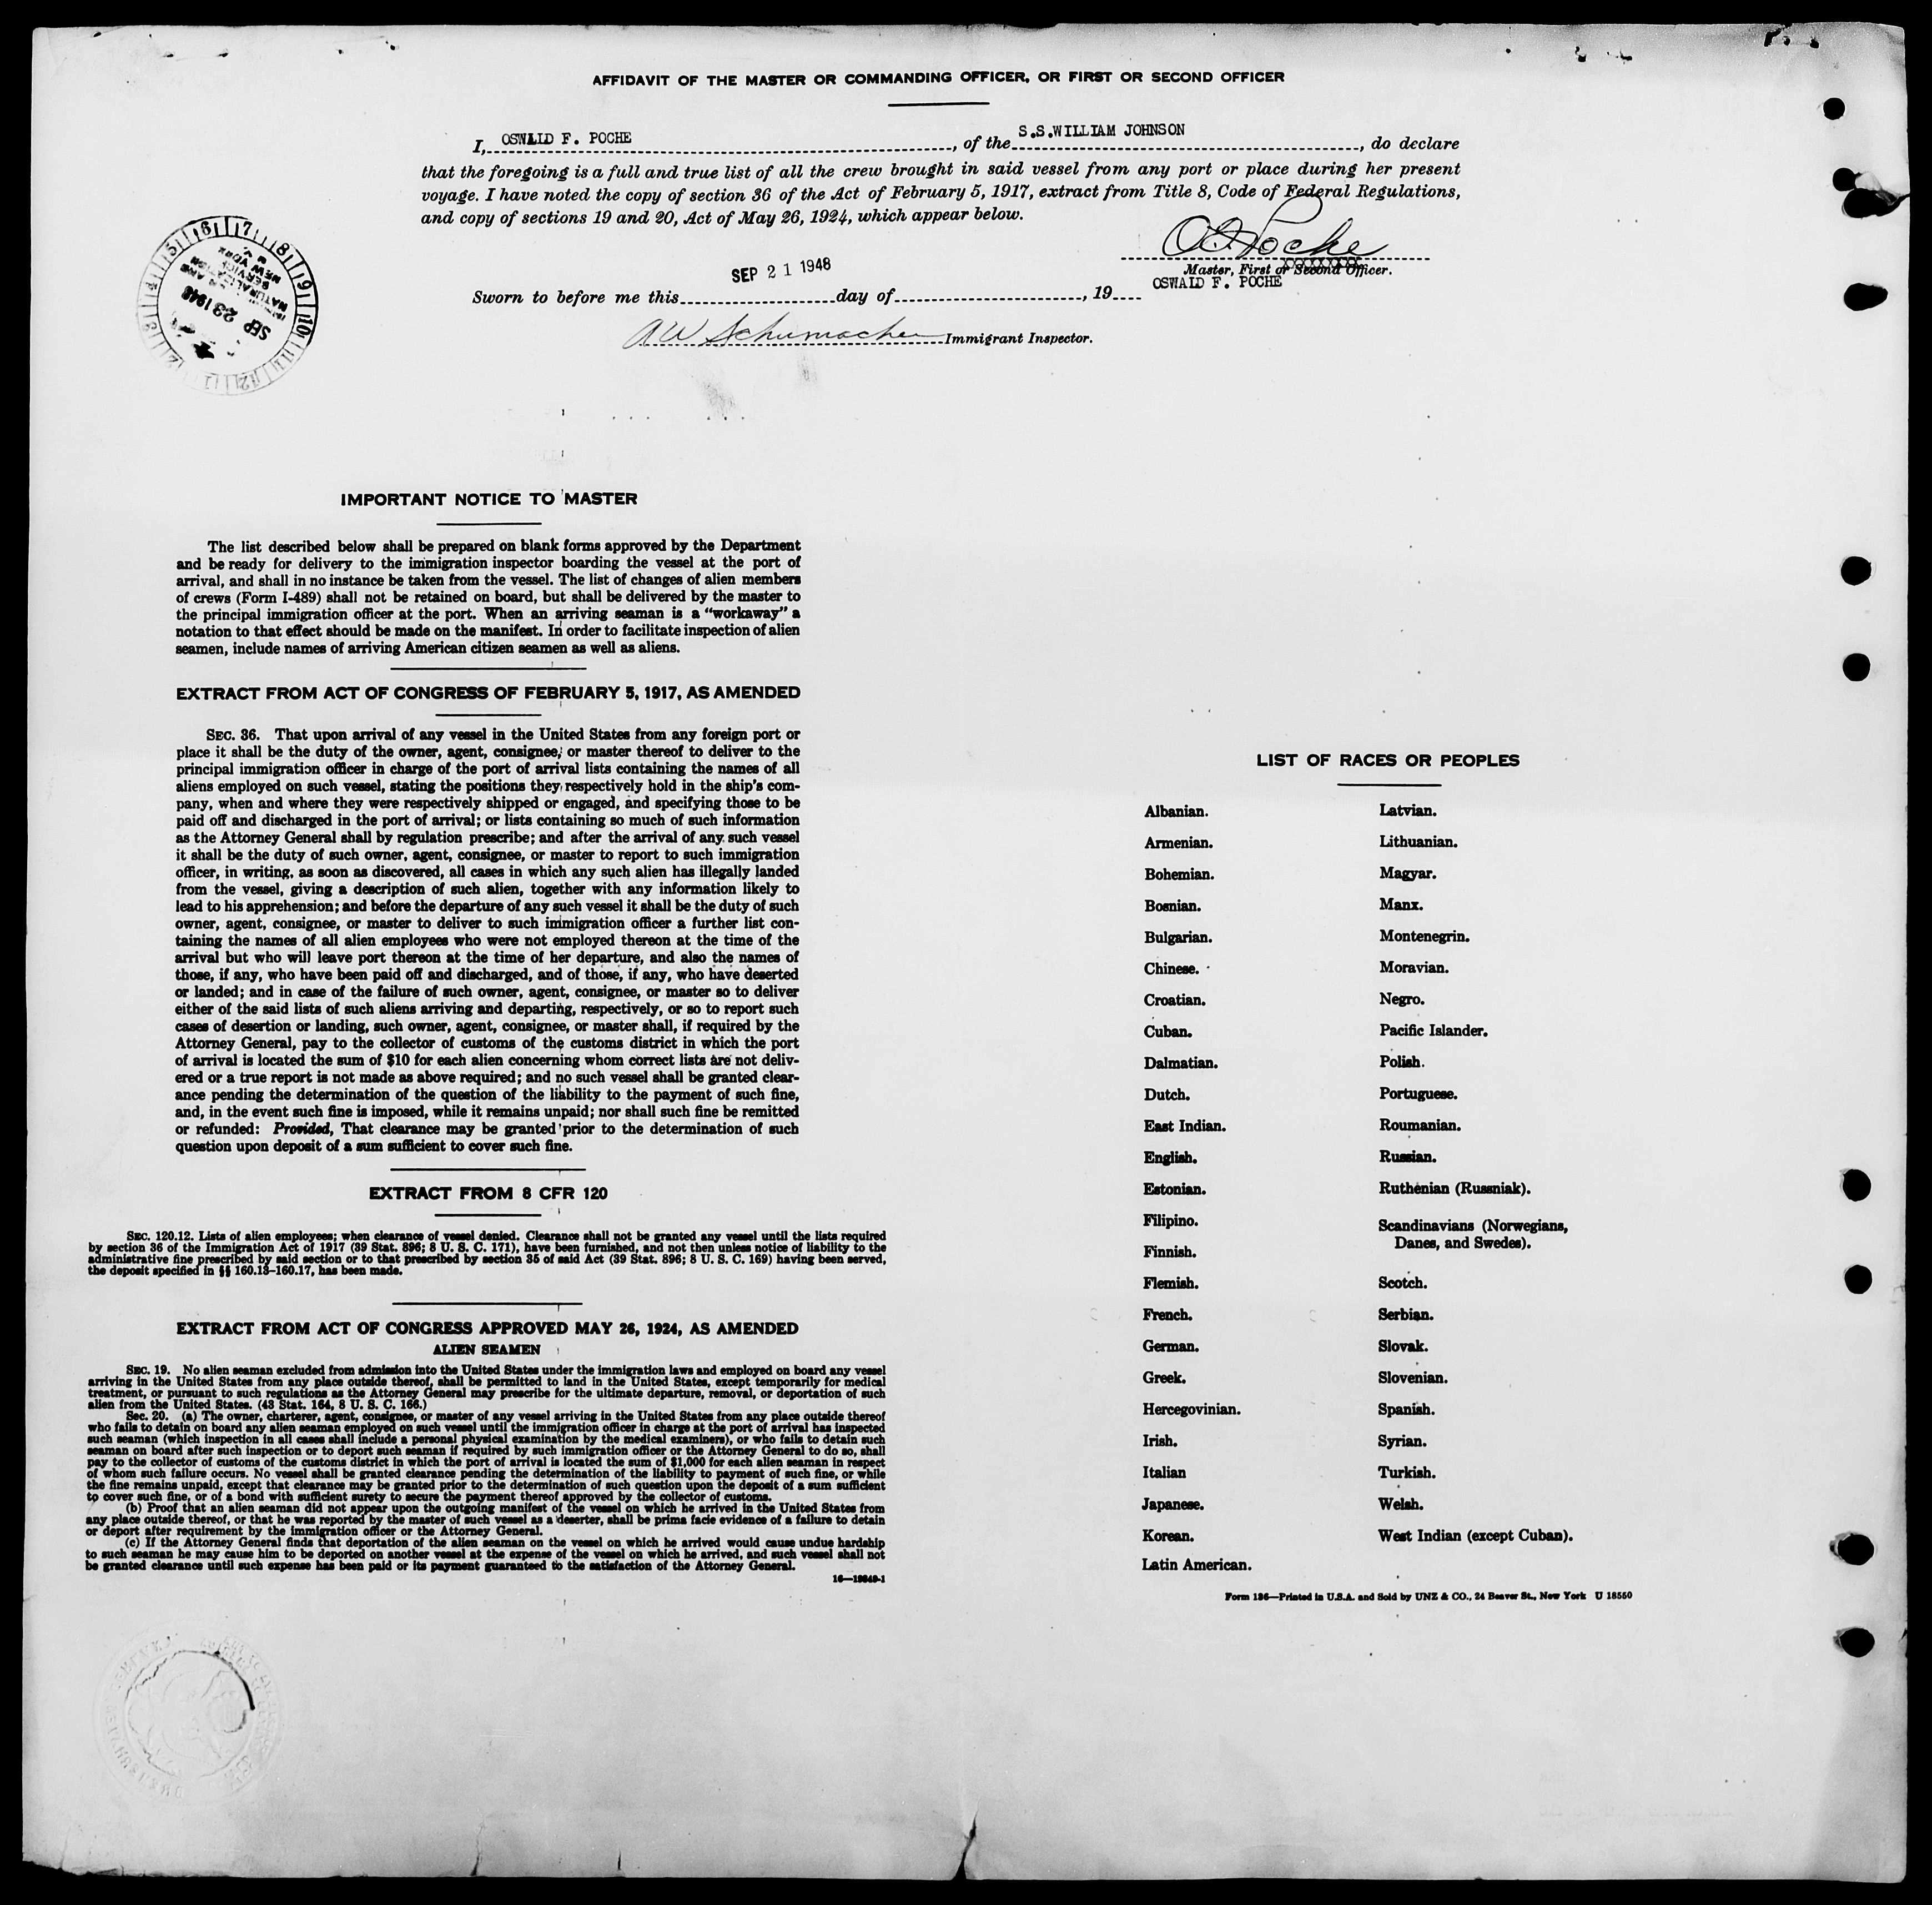 AFFIDAVIT OF THE MASTER OR COMMANDING OFFICER, OR FIRST OR SECOND OFFICER
I, OSWALD F. POCHE, of the S.S.WILLIAM JOHNSON, do declare
that the foregoing is a full and true list of all the crew brought in said vessel from any port or place during her present
voyage. I have noted the copy of section 36 of the Act of February 5, 1917, extract from Title 8, Code of Federal Regulations,
and copy of sections 19 and 20, Act of May 26, 1924, which appear below.
O.F. Poche
Master, First or Second Officer.
OSWALD F. POCHE
SEP 21 1948
Sworn to before me this day of , 19
A W Schumacher Immigrant Inspector.
5 6 7 8 9 10 11 12
NATURALIZATION
SERVICE
NEW YORK
SEP 23 1948
IMPORTANT NOTICE TO MASTER
The list described below shall be prepared on blank forms approved by the Department
and be ready for delivery to the immigration inspector boarding the vessel at the port of
arrival, and shall in no instance be taken from the vessel. The list of changes of alien members
of crews (Form I-489) shall not be retained on board, but shall be delivered by the master to
the principal immigration officer at the port. When an arriving seaman is a “workaway” a
notation to that effect should be made on the manifest. In order to facilitate inspection of alien
seamen, include names of arriving American citizen seamen as well as aliens.
EXTRACT FROM ACT OF CONGRESS OF FEBRUARY 5, 1917, AS AMENDED
SEC. 36. That upon arrival of any vessel in the United States from any foreign port or
place it shall be the duty of the owner, agent, consignee, or master thereof to deliver to the
principal immigration officer in charge of the port of arrival lists containing the names of all
aliens employed on such vessel, stating the positions they respectively hold in the ship's com-
pany, when and where they were respectively shipped or engaged, and specifying those to be
paid off and discharged in the port of arrival; or lists containing so much of such information
as the Attorney General shall by regulation prescribe; and after the arrival of any such vessel
it shall be the duty of such owner, agent, consignee, or master to report to such immigration
officer, in writing, as soon as discovered, all cases in which any such alien has illegally landed
from the vessel, giving a description of such alien, together with any information likely to
lead to his apprehension; and before the departure of any such vessel it shall be the duty of such
owner, agent, consignee, or master to deliver to such immigration officer a further list con-
taining the names of all alien employees who were not employed thereon at the time of the
arrival but who will leave port thereon at the time of her departure, and also the names of
those, if any, who have been paid off and discharged, and of those, if any, who have deserted
or landed; and in case of the failure of such owner, agent, consignee, or master so to deliver
either of the said lists of such aliens arriving and departing, respectively, or so to report such
cases of desertion or landing, such owner, agent, consignee, or master shall, if required by the
Attorney General, pay to the collector of customs of the customs district in which the port
of arrival is located the sum of $10 for each alien concerning whom correct lists are not deliv-
ered or a true report is not made as above required; and no such vessel shall be granted clear-
ance pending the determination of the question of the liability to the payment of such fine,
and, in the event such fine is imposed, while it remains unpaid; nor shall such fine be remitted
or refunded: Provided, That clearance may be granted prior to the determination of such
question upon deposit of a sum sufficient to cover such fine.
EXTRACT FROM 8 CFR 120
SEC. 120.12. Lists of alien employees; when clearance of vessel denied. Clearance shall not be granted any vessel until the lists required
by section 36 of the Immigration Act of 1917 (39 Stat. 896; 8 U. S. C. 171), have been furnished, and not then unless notice of liability to the
administrative fine prescribed by said section or to that prescribed by section 35 of said Act (39 Stat. 896; 8 U. S. C. 169) having been served,
the deposit specified in §§ 160.13-160.17, has been made.
EXTRACT FROM ACT OF CONGRESS APPROVED MAY 26, 1924, AS AMENDED
ALIEN SEAMEN
SEC. 19. No alien seaman excluded from admission into the United States under the immigration laws and employed on board any vessel
arriving in the United States from any place outside thereof, shall be permitted to land in the United States, except temporarily for medical
treatment, or pursuant to such regulations as the Attorney General may prescribe for the ultimate departure, removal, or deportation of such
alien from the United States. (43 Stat. 164, 8 U. S. C. 166.)
Sec. 20. (a) The owner, charterer, agent, consignee, or master of any vessel arriving in the United States from any place outside thereof
who fails to detain on board any alien seaman employed on such vessel until the immigration officer in charge at the port of arrival has inspected
such seaman (which inspection in all cases shall include a personal physical examination by the medical examiners), or who fails to detain such
seaman on board after such inspection or to deport such seaman if required by such immigration officer or the Attorney General to do so, shall
pay to the collector of customs of the customs district in which the port of arrival is located the sum of $1,000 for each alien seaman in respect
of whom such failure occurs. No vessel shall be granted clearance pending the determination of the liability to payment of such fine, or while
the fine remains unpaid, except that clearance may be granted prior to the determination of such question upon the deposit of a sum sufficient
to cover such fine, or of a bond with sufficient surety to secure the payment thereof approved by the collector of customs.
(b) Proof that an alien seaman did not appear upon the outgoing manifest of the vessel on which he arrived in the United States from
any place outside thereof, or that he was reported by the master of such vessel as a deserter, shall be prima facie evidence of a failure to detain
or deport after requirement by the immigration officer or the Attorney General.
(c) If the Attorney General finds that deportation of the alien seaman on the vessel on which he arrived would cause undue hardship
to such seaman he may cause him to be deported on another vessel at the expense of the vessel on which he arrived, and such vessel shall not
be granted clearance until such expense has been paid or its payment guaranteed to the satisfaction of the Attorney General.
16—19849-1
LIST OF RACES OR PEOPLES
Albanian.
Armenian.
Bohemian.
Bosnian.
Bulgarian.
Chinese.
Croatian.
Cuban.
Dalmatian.
Dutch.
East Indian.
English.
Estonian.
Filipino.
Finnish.
Flemish.
French.
German.
Greek.
Hercegovinian.
Irish.
Italian
Japanese.
Korean.
Latin American.
Latvian.
Lithuanian.
Magyar.
Manx.
Montenegrin.
Moravian.
Negro.
Pacific Islander.
Polish.
Portuguese.
Roumanian.
Russian.
Ruthenian (Russniak).
Scandinavians (Norwegians,
Danes, and Swedes).
Scotch.
Serbian.
Slovak.
Slovenian.
Spanish.
Syrian.
Turkish.
Welsh.
West Indian (except Cuban).
Form 136—Printed in U.S.A. and Sold by UNZ & CO., 24 Beaver St., New York U 18550